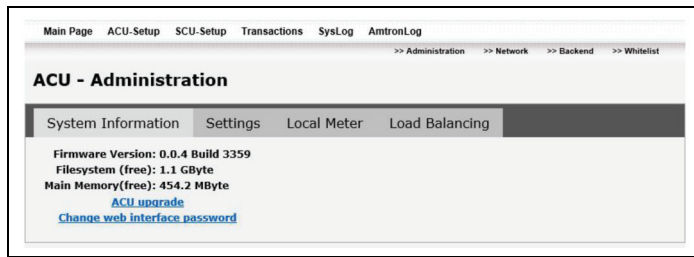 Main Page ACU-Setup SCU-Setup Transactions SysLog AmtronLog
>> Administration >> Network >> Backend >> Whitelist
ACU - Administration
System Information Settings Local Meter Load Balancing
Firmware Version: 0.0.4 Build 3359
Filesystem (free): 1.1 GByte
Main Memory(free): 454.2 MByte
ACU upgrade
Change web interface password